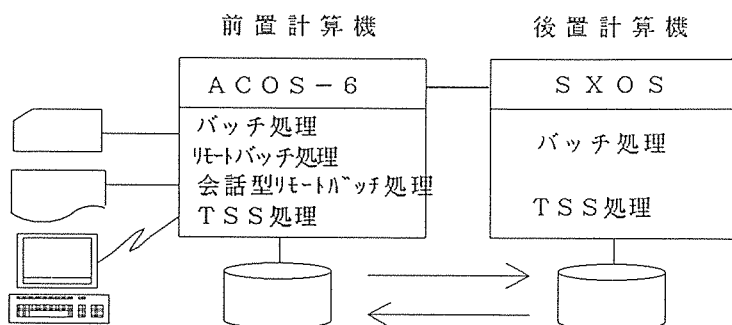 前置計算機
後置計算機
ACOS-6
バッチ処理
リモートバッチ処理
会話型リモートバッチ処理
TSS処理
SXOS
バッチ処理
TSS処理